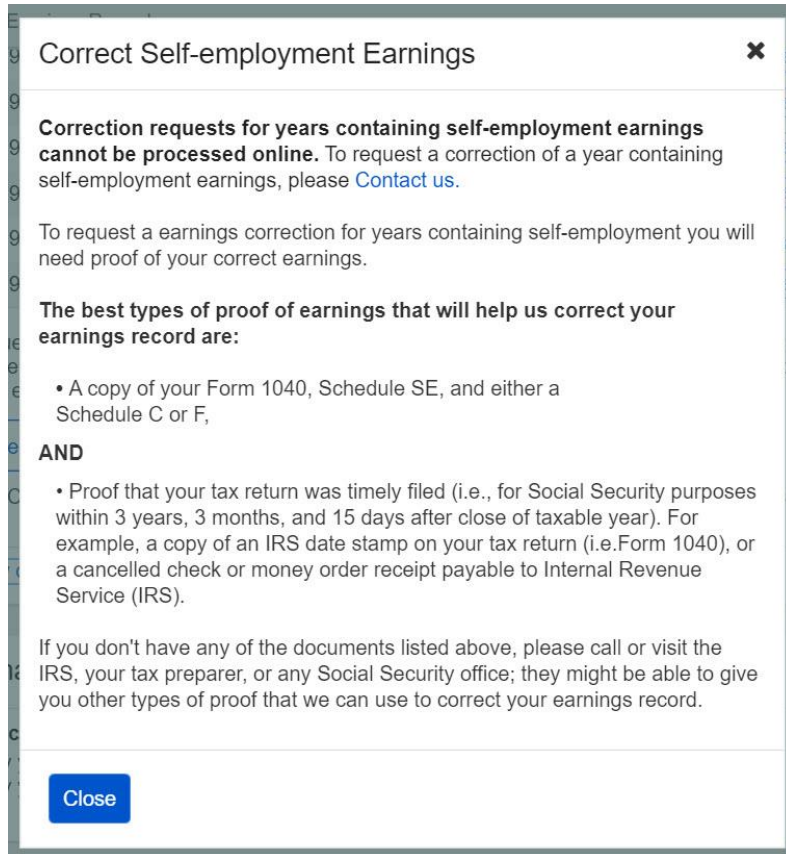 Correct Self-employment Earnings ✖
Correction requests for years containing self-employment earnings
cannot be processed online. To request a correction of a year containing
self-employment earnings, please Contact us.
To request a earnings correction for years containing self-employment you will
need proof of your correct earnings.
The best types of proof of earnings that will help us correct your
earnings record are:
• A copy of your Form 1040, Schedule SE, and either a
Schedule C or F,
AND
• Proof that your tax return was timely filed (i.e., for Social Security purposes
within 3 years, 3 months, and 15 days after close of taxable year). For
example, a copy of an IRS date stamp on your tax return (i.e.Form 1040), or
a cancelled check or money order receipt payable to Internal Revenue
Service (IRS).
If you don't have any of the documents listed above, please call or visit the
IRS, your tax preparer, or any Social Security office; they might be able to give
you other types of proof that we can use to correct your earnings record.
Close